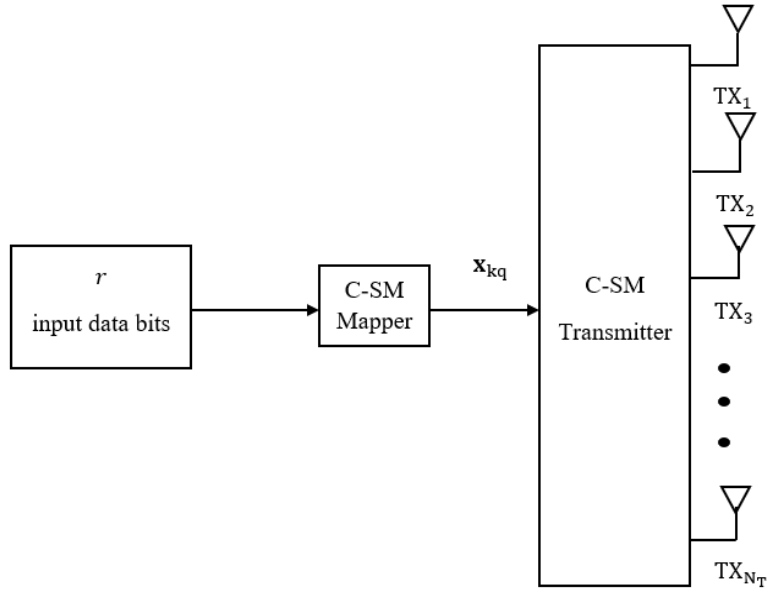 r
input data bits
C-SM
Mapper
x_kq
C-SM
Transmitter
TX_1
TX_2
TX_3
TX_N_T